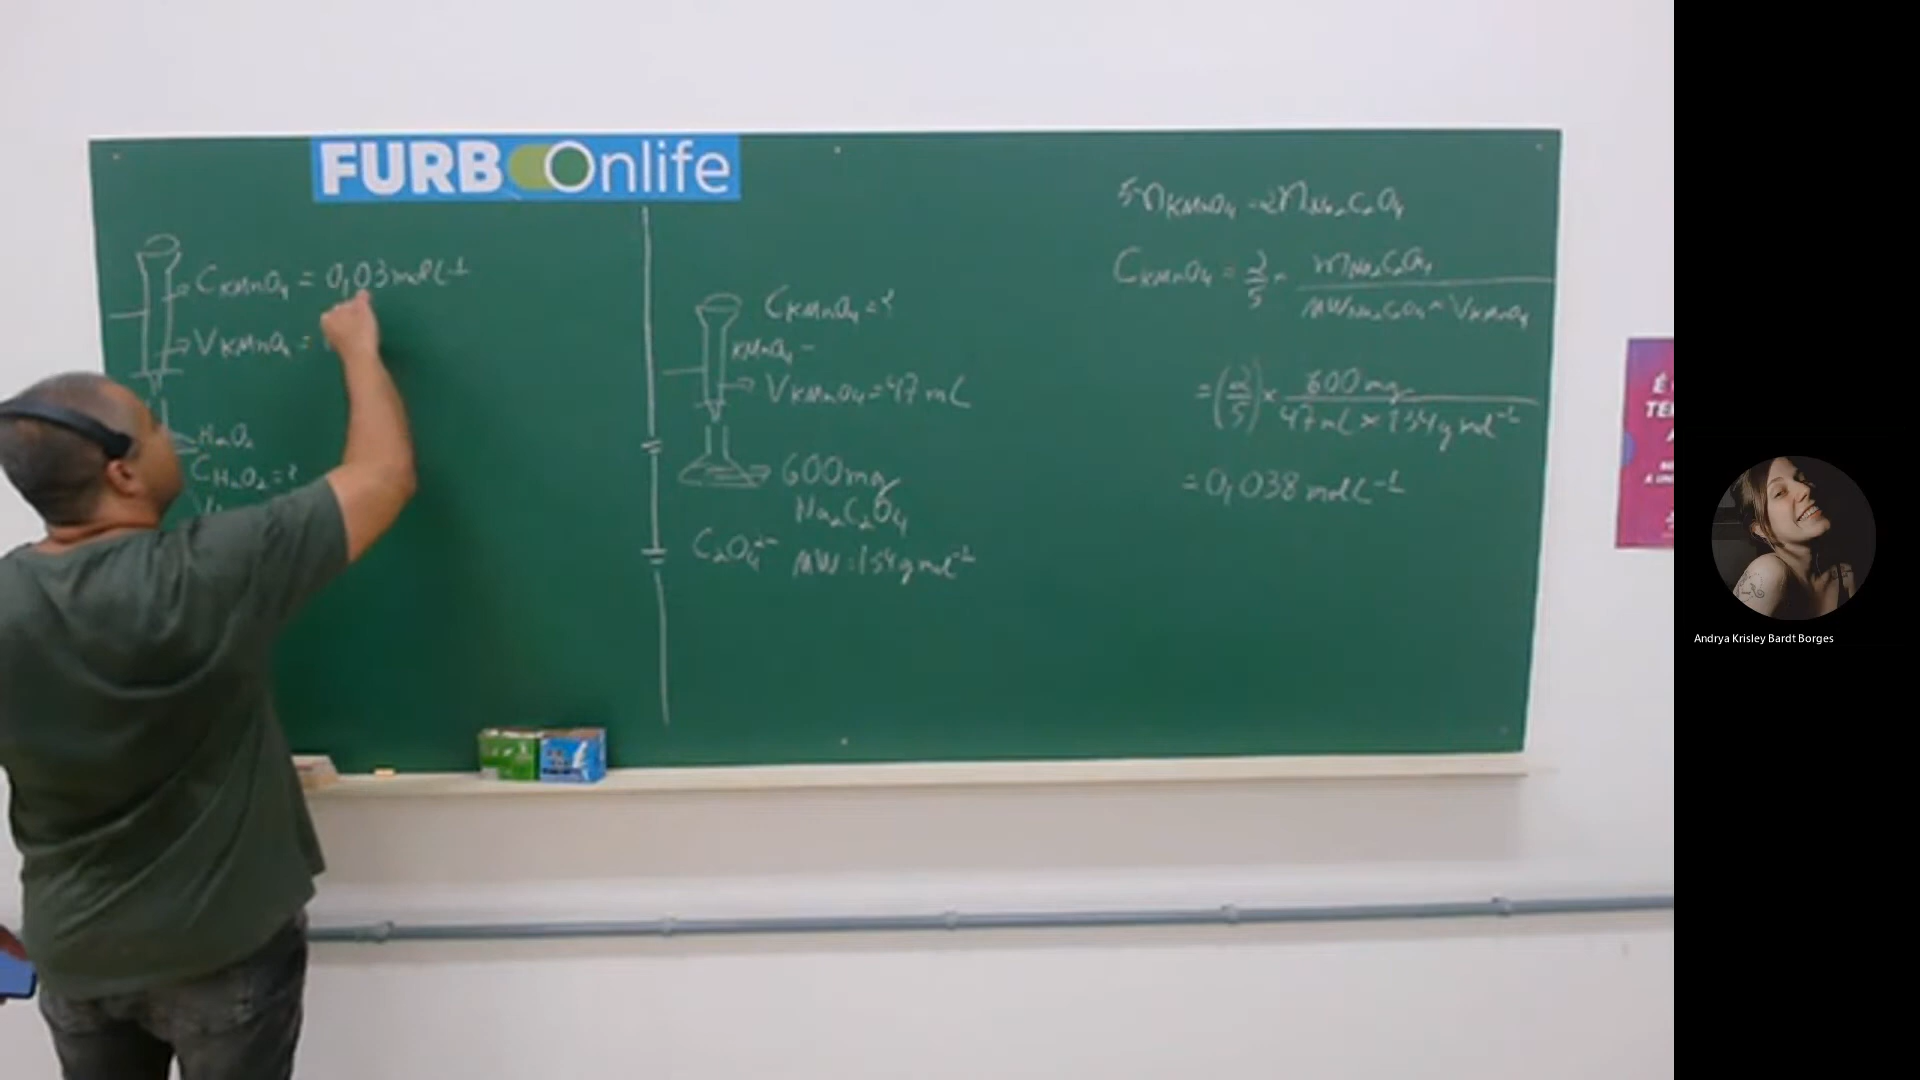 FURB Onlife
C KMnO₄ = 0,03 mol L⁻¹
V KMnO₄ =
H₂O₂
C H₂O₂ = ?
C KMnO₄ = ?
KMnO₄
V KMnO₄ = 47 mL
600 mg
Na₂C₂O₄
C₂O₄²⁻ MW: 134 g mol⁻¹
5 n KMnO₄ = 2 n Na₂C₂O₄
C KMnO₄ = 2/5 × m Na₂C₂O₄ / MW Na₂C₂O₄ × V KMnO₄
= (2/5) × 600 mg / 47 mL × 134 g mol⁻¹
= 0,038 mol L⁻¹
Andrya Krisley Bardt Borges